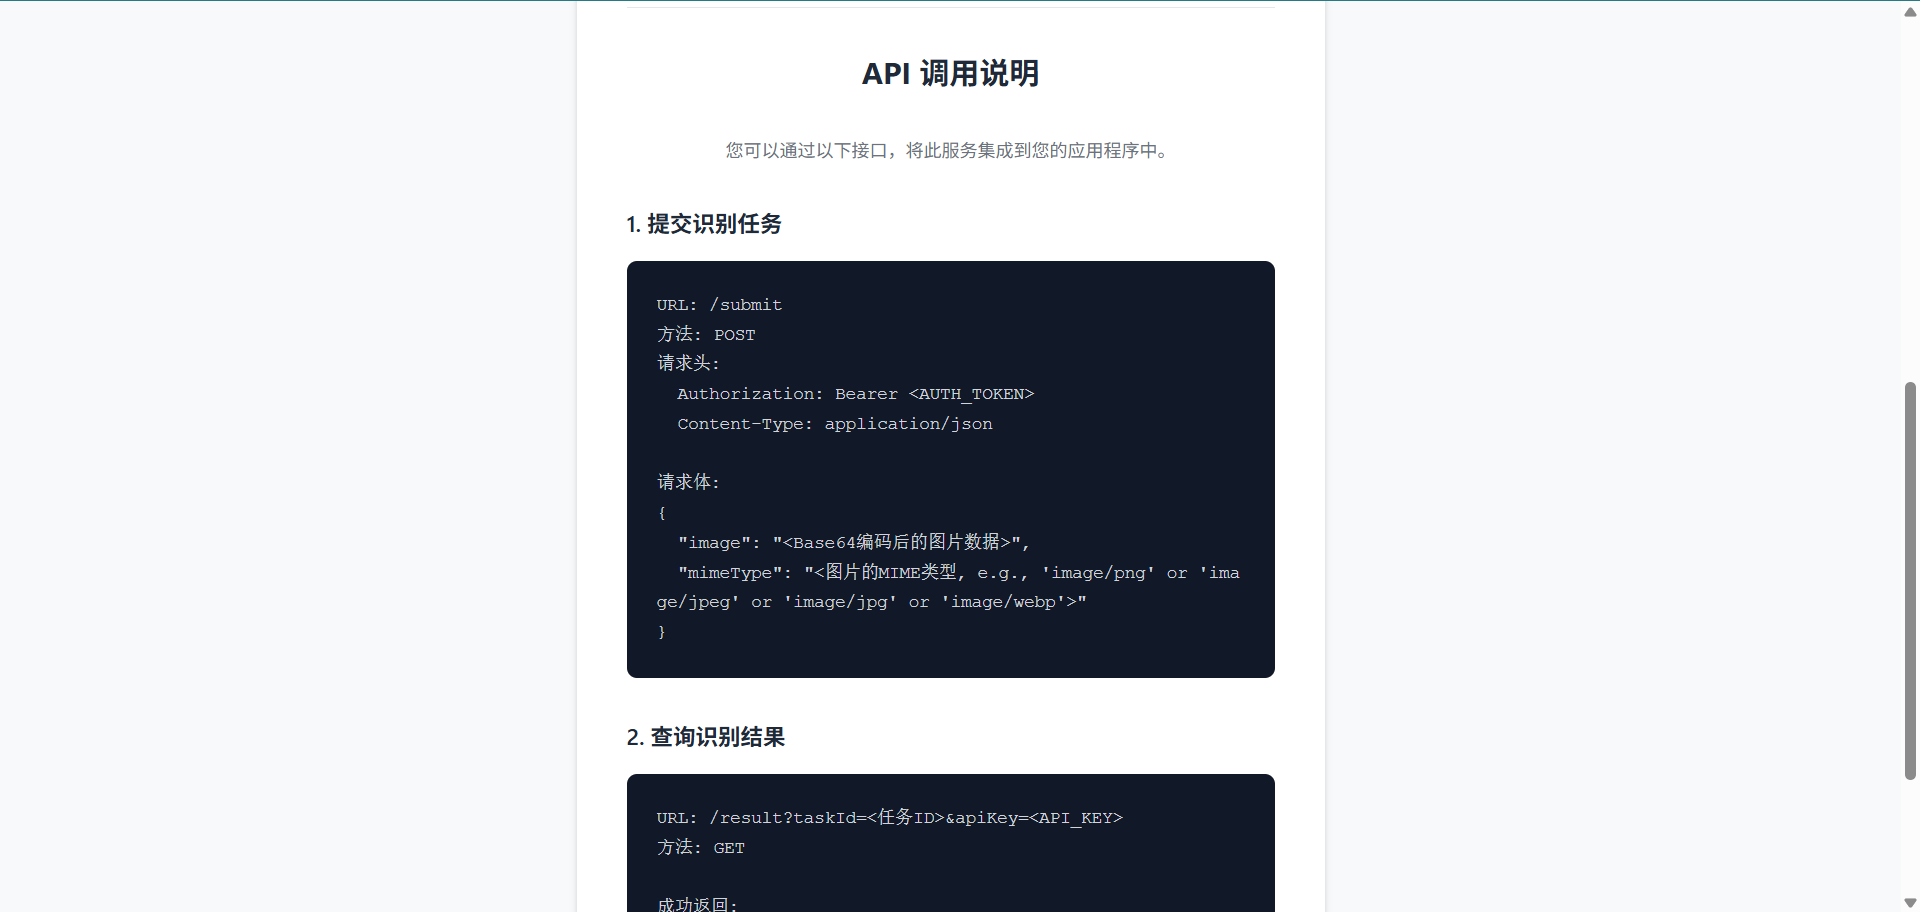 API 调用说明
您可以通过以下接口，将此服务集成到您的应用程序中。
1. 提交识别任务
URL: /submit
方法: POST
请求头:
  Authorization: Bearer <AUTH_TOKEN>
  Content-Type: application/json
请求体:
{
  "image": "<Base64编码后的图片数据>",
  "mimeType": "<图片的MIME类型, e.g., 'image/png' or 'ima
ge/jpeg' or 'image/jpg' or 'image/webp'>"
}
2. 查询识别结果
URL: /result?taskId=<任务ID>&apiKey=<API_KEY>
方法: GET
成功返回: